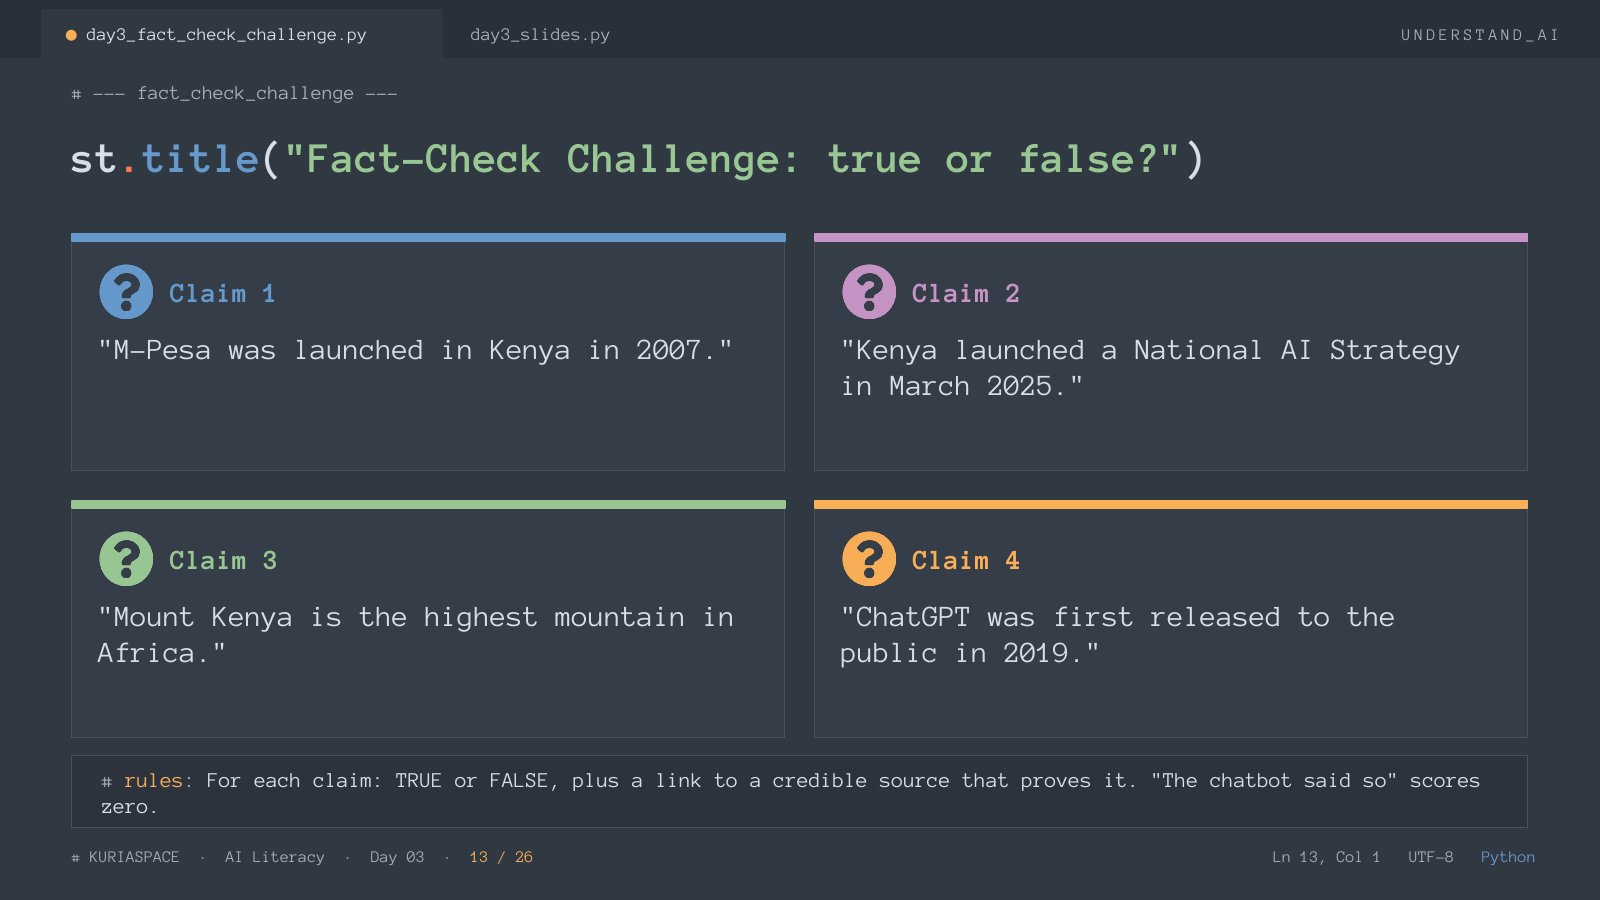 day3_fact_check_challenge.py
day3_slides.py
UNDERSTAND_AI
# --- fact_check_challenge ---
st.title("Fact-Check Challenge: true or false?")
Claim 1
"M-Pesa was launched in Kenya in 2007."
Claim 2
"Kenya launched a National AI Strategy
in March 2025."
Claim 3
"Mount Kenya is the highest mountain in
Africa."
Claim 4
"ChatGPT was first released to the
public in 2019."
# rules: For each claim: TRUE or FALSE, plus a link to a credible source that proves it. "The chatbot said so" scores
zero.
# KURIASPACE · AI Literacy · Day 03 · 13 / 26
Ln 13, Col 1 UTF-8 Python